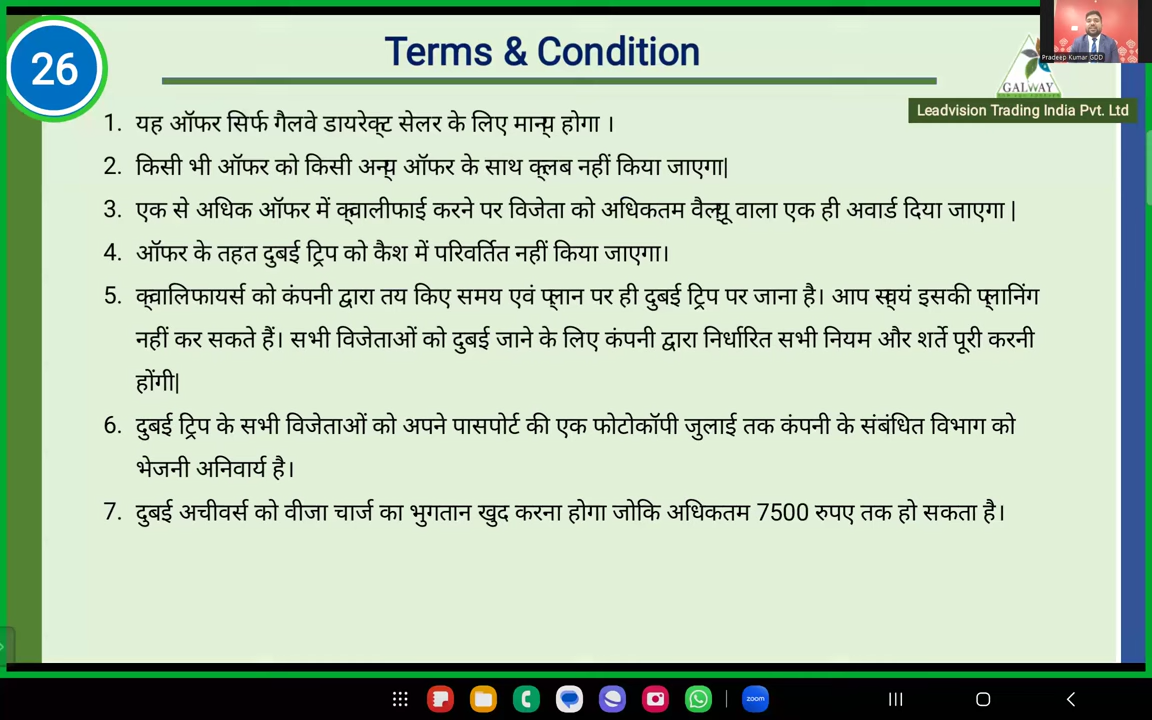 26
Terms & Condition
Pradeep Kumar GDD
GALWAY
Leadvision Trading India Pvt. Ltd
1. यह ऑफर सिर्फ गैलवे डायरेक्ट सेलर के लिए मान्य होगा ।
2. किसी भी ऑफर को किसी अन्य ऑफर के साथ क्लब नहीं किया जाएगा|
3. एक से अधिक ऑफर में क्वालीफाई करने पर विजेता को अधिकतम वैल्यू वाला एक ही अवार्ड दिया जाएगा |
4. ऑफर के तहत दुबई ट्रिप को कैश में परिवर्तित नहीं किया जाएगा।
5. क्वालिफायर्स को कंपनी द्वारा तय किए समय एवं प्लान पर ही दुबई ट्रिप पर जाना है। आप स्वयं इसकी प्लानिंग
नहीं कर सकते हैं। सभी विजेताओं को दुबई जाने के लिए कंपनी द्वारा निर्धारित सभी नियम और शर्ते पूरी करनी
होंगी|
6. दुबई ट्रिप के सभी विजेताओं को अपने पासपोर्ट की एक फोटोकॉपी जुलाई तक कंपनी के संबंधित विभाग को
भेजनी अनिवार्य है।
7. दुबई अचीवर्स को वीजा चार्ज का भुगतान खुद करना होगा जोकि अधिकतम 7500 रुपए तक हो सकता है।
zoom